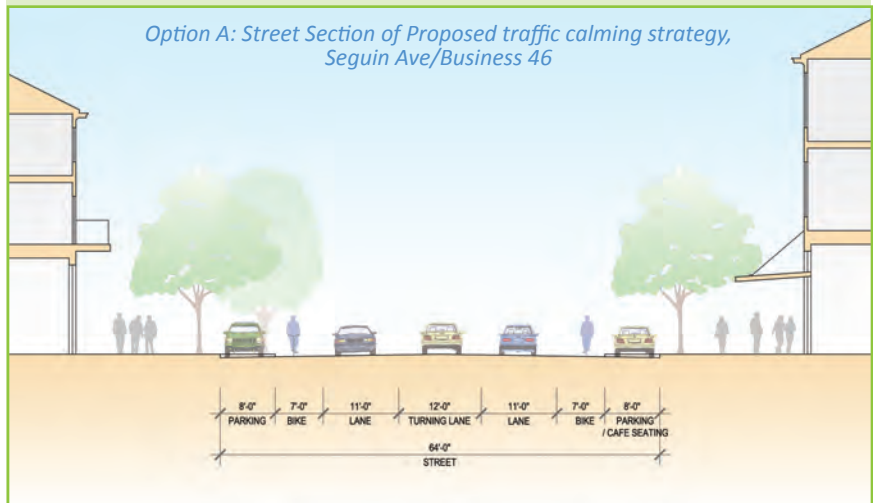 Option A: Street Section of Proposed traffic calming strategy,
Seguin Ave/Business 46
8'-0" 7'-0" 11'-0" 12'-0" 11'-0" 7'-0" 8'-0"
PARKING BIKE LANE TURNING LANE LANE BIKE PARKING
/ CAFE SEATING
64'-0"
STREET